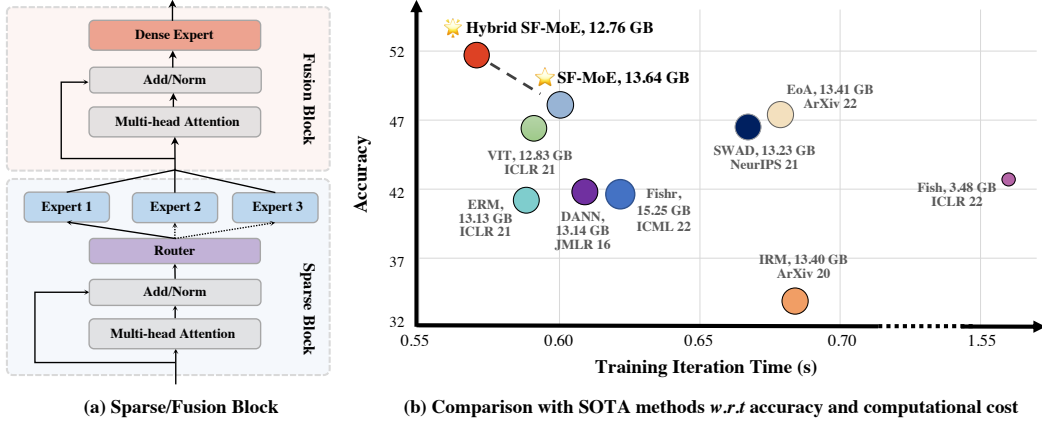 Dense Expert
Add/Norm
Multi-head Attention
Fusion Block
Expert 1
Expert 2
Expert 3
Router
Add/Norm
Multi-head Attention
Sparse Block
(a) Sparse/Fusion Block
Accuracy
52
47
42
37
32
0.55
0.60
0.65
0.70
1.55
Training Iteration Time (s)
Hybrid SF-MoE, 12.76 GB
SF-MoE, 13.64 GB
EoA, 13.41 GB
ArXiv 22
VIT, 12.83 GB
ICLR 21
SWAD, 13.23 GB
NeurIPS 21
ERM,
13.13 GB
ICLR 21
DANN,
13.14 GB
JMLR 16
Fishr,
15.25 GB
ICML 22
Fish, 3.48 GB
ICLR 22
IRM, 13.40 GB
ArXiv 20
(b) Comparison with SOTA methods w.r.t accuracy and computational cost